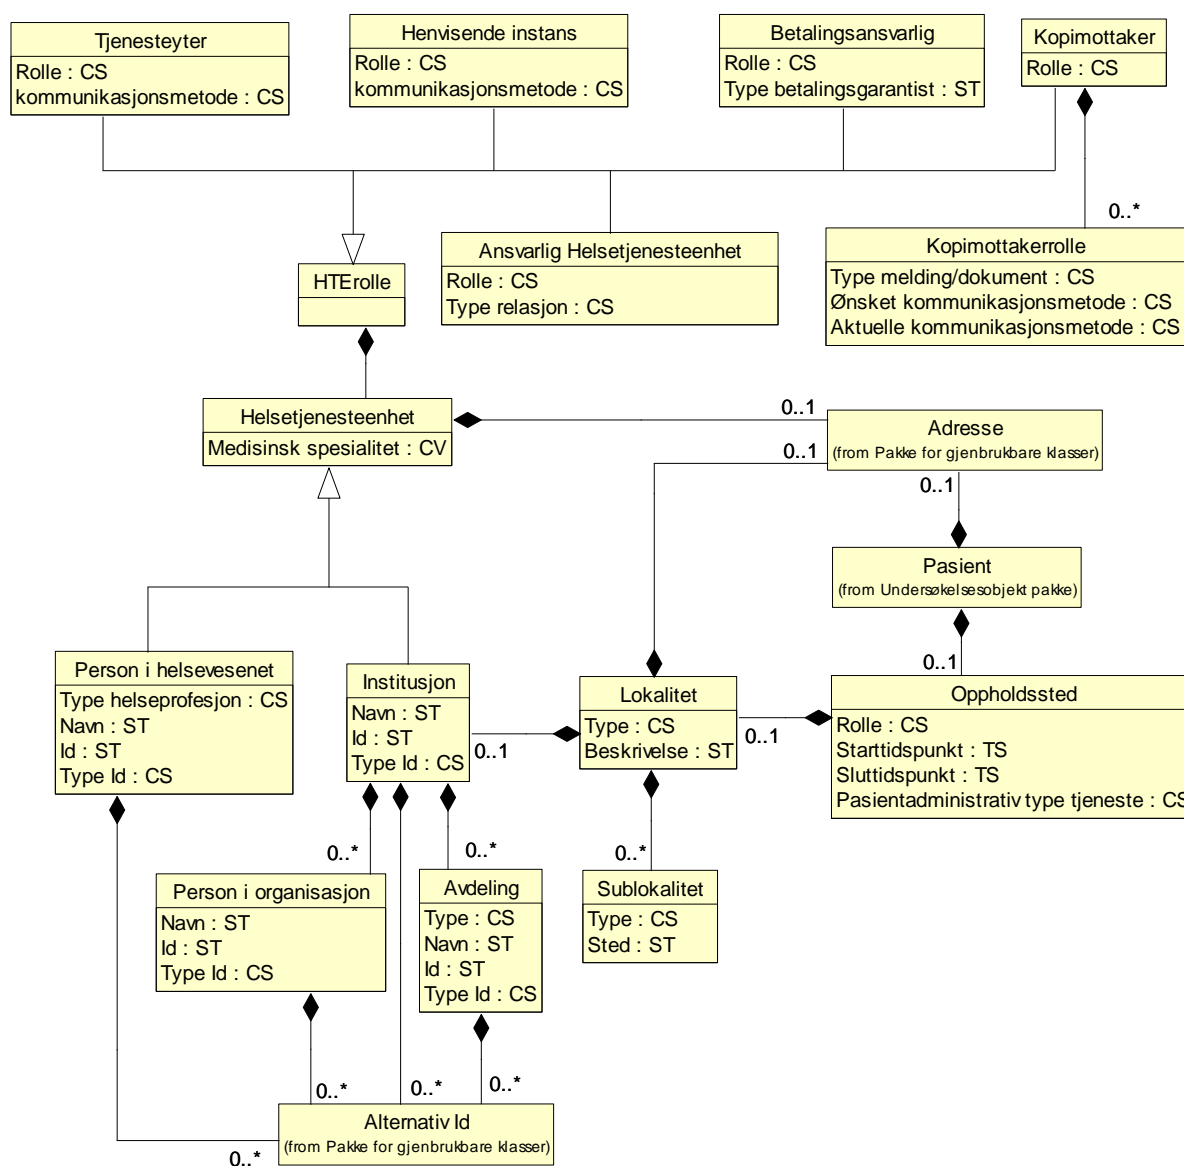 Tjenesteyter
Rolle : CS
kommunikasjonsmetode : CS
Henvisende instans
Rolle : CS
kommunikasjonsmetode : CS
Betalingsansvarlig
Rolle : CS
Type betalingsgarantist : ST
Kopimottaker
Rolle : CS
0..*
HTErolle
Ansvarlig Helsetjenesteenhet
Rolle : CS
Type relasjon : CS
Kopimottakerrolle
Type melding/dokument : CS
Ønsket kommunikasjonsmetode : CS
Aktuelle kommunikasjonsmetode : CS
Helsetjenesteenhet
Medisinsk spesialitet : CV
0..1
0..1
Adresse
(from Pakke for gjenbrukbare klasser)
0..1
Pasient
(from Undersøkelsesobjekt pakke)
0..1
Person i helsevesenet
Type helseprofesjon : CS
Navn : ST
Id : ST
Type Id : CS
Institusjon
Navn : ST
Id : ST
Type Id : CS
0..1
Lokalitet
Type : CS
Beskrivelse : ST
0..1
Oppholdssted
Rolle : CS
Starttidspunkt : TS
Sluttidspunkt : TS
Pasientadministrativ type tjeneste : CS
0..*
0..*
0..*
Person i organisasjon
Navn : ST
Id : ST
Type Id : CS
Avdeling
Type : CS
Navn : ST
Id : ST
Type Id : CS
Sublokalitet
Type : CS
Sted : ST
0..*
0..*
0..*
Alternativ Id
(from Pakke for gjenbrukbare klasser)
0..*